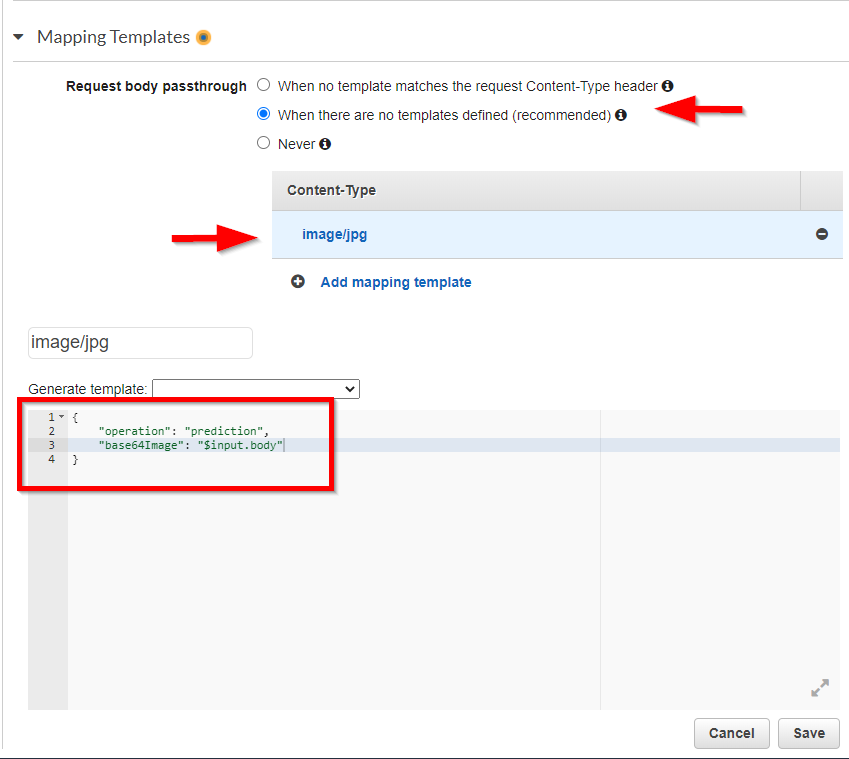 Mapping Templates
Request body passthrough
When no template matches the request Content-Type header
When there are no templates defined (recommended)
Never
Content-Type
image/jpg
Add mapping template
image/jpg
Generate template:
1 {
2 "operation": "prediction",
3 "base64Image": "$input.body"
4 }
Cancel Save